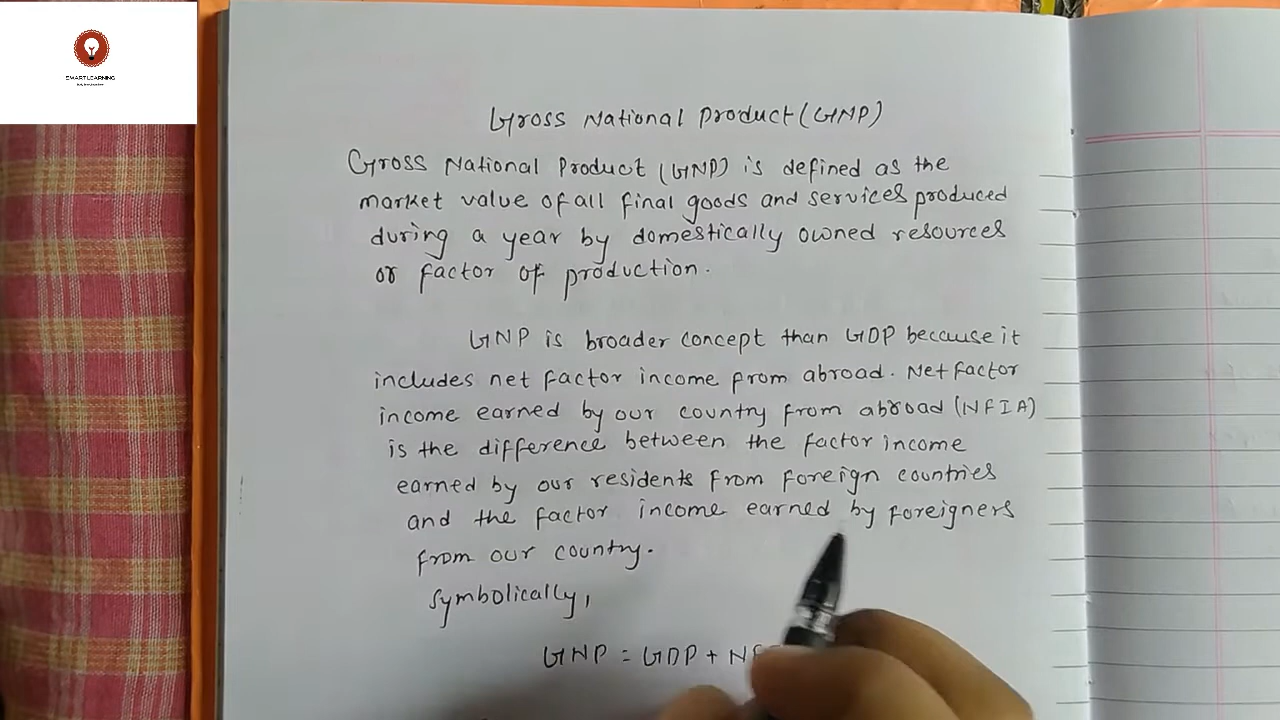 SMART LEARNING
Gross National Product (GNP)
Gross National Product (GNP) is defined as the
market value of all final goods and services produced
during a year by domestically owned resources
or factor of production.
GNP is broader concept than GDP because it
includes net factor income from abroad. Net factor
income earned by our country from abroad (NFIA)
is the difference between the factor income
earned by our residents from foreign countries
and the factor income earned by foreigners
from our country.
Symbolically,
GNP = GDP +